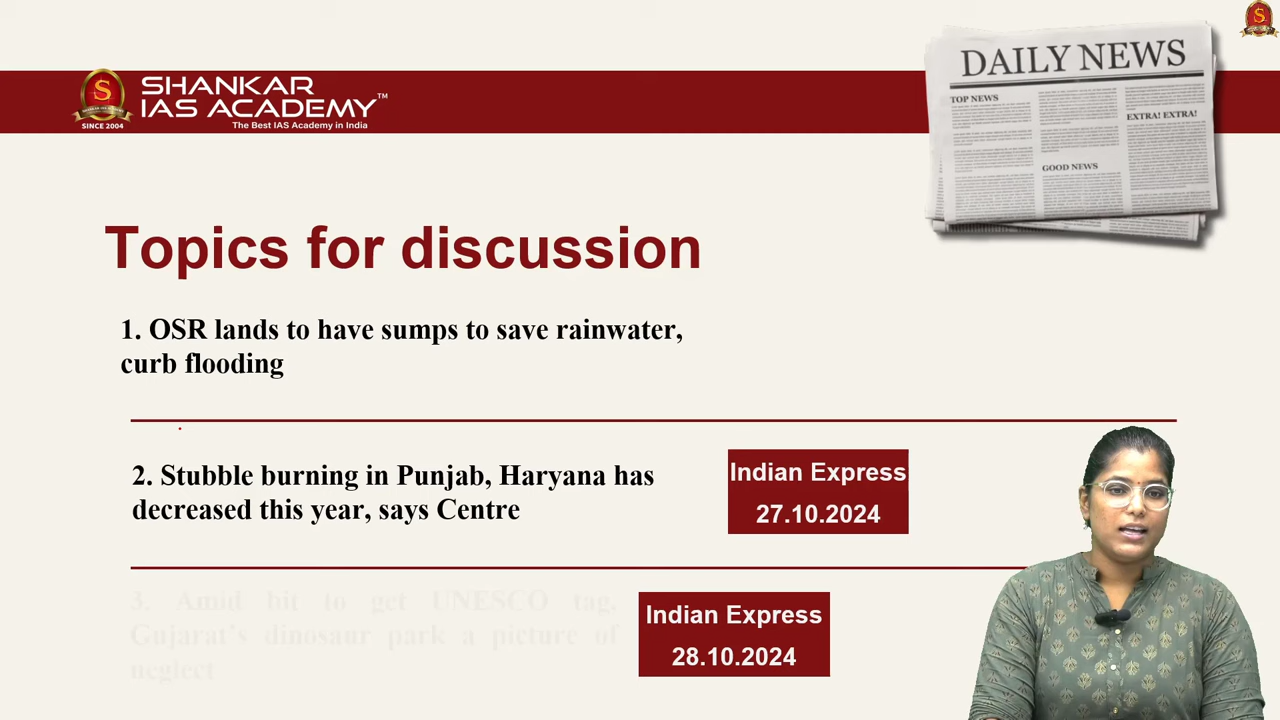 SHANKAR
IAS ACADEMY™
The Best IAS Academy in India
SINCE 2004
DAILY NEWS
TOP NEWS
EXTRA! EXTRA!
GOOD NEWS
Topics for discussion
1. OSR lands to have sumps to save rainwater,
curb flooding
2. Stubble burning in Punjab, Haryana has
decreased this year, says Centre
Indian Express
27.10.2024
3. Amid bit to get UNESCO tag,
Gujarat's dinosaur park a picture of
neglect
Indian Express
28.10.2024